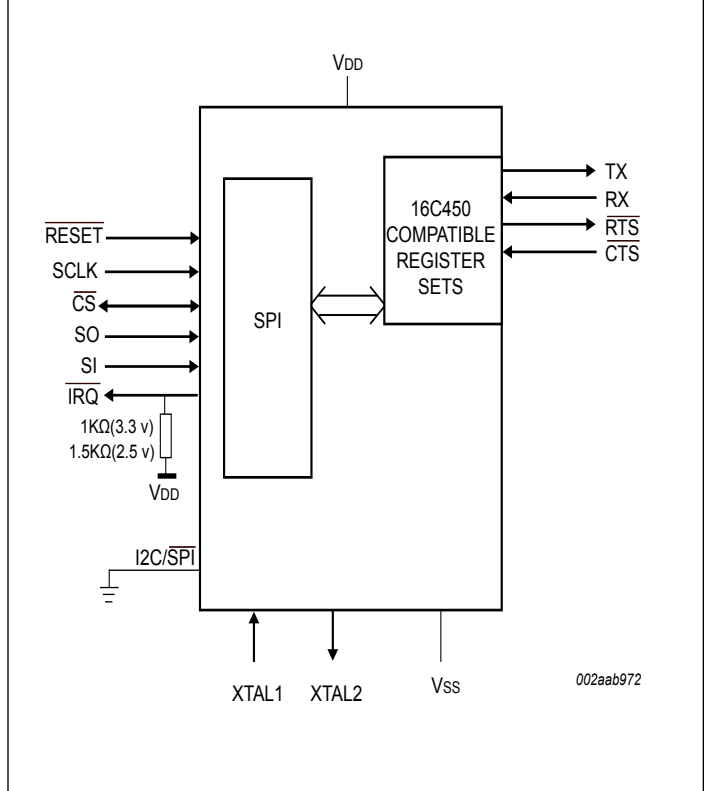 VDD
16C450
COMPATIBLE
REGISTER
SETS
TX
RX
RTS
CTS
RESET
SCLK
CS
SO
SI
IRQ
SPI
1KΩ(3.3 v)
1.5KΩ(2.5 v)
VDD
I2C/SPI
XTAL1
XTAL2
VSS
002aab972